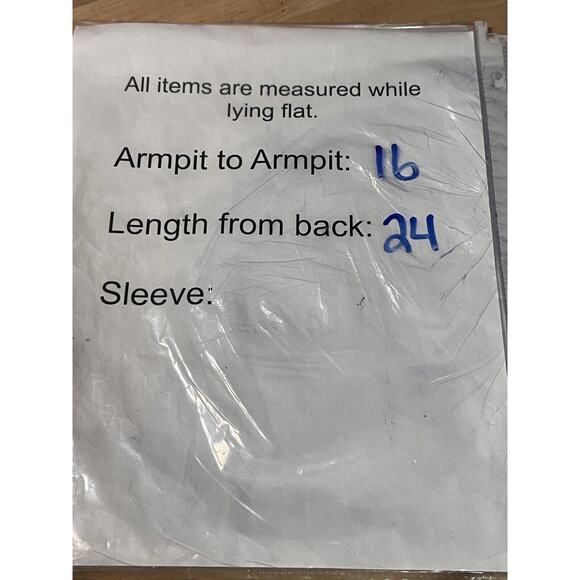 All items are measured while
lying flat.
Armpit to Armpit: 16
Length from back: 24
Sleeve: